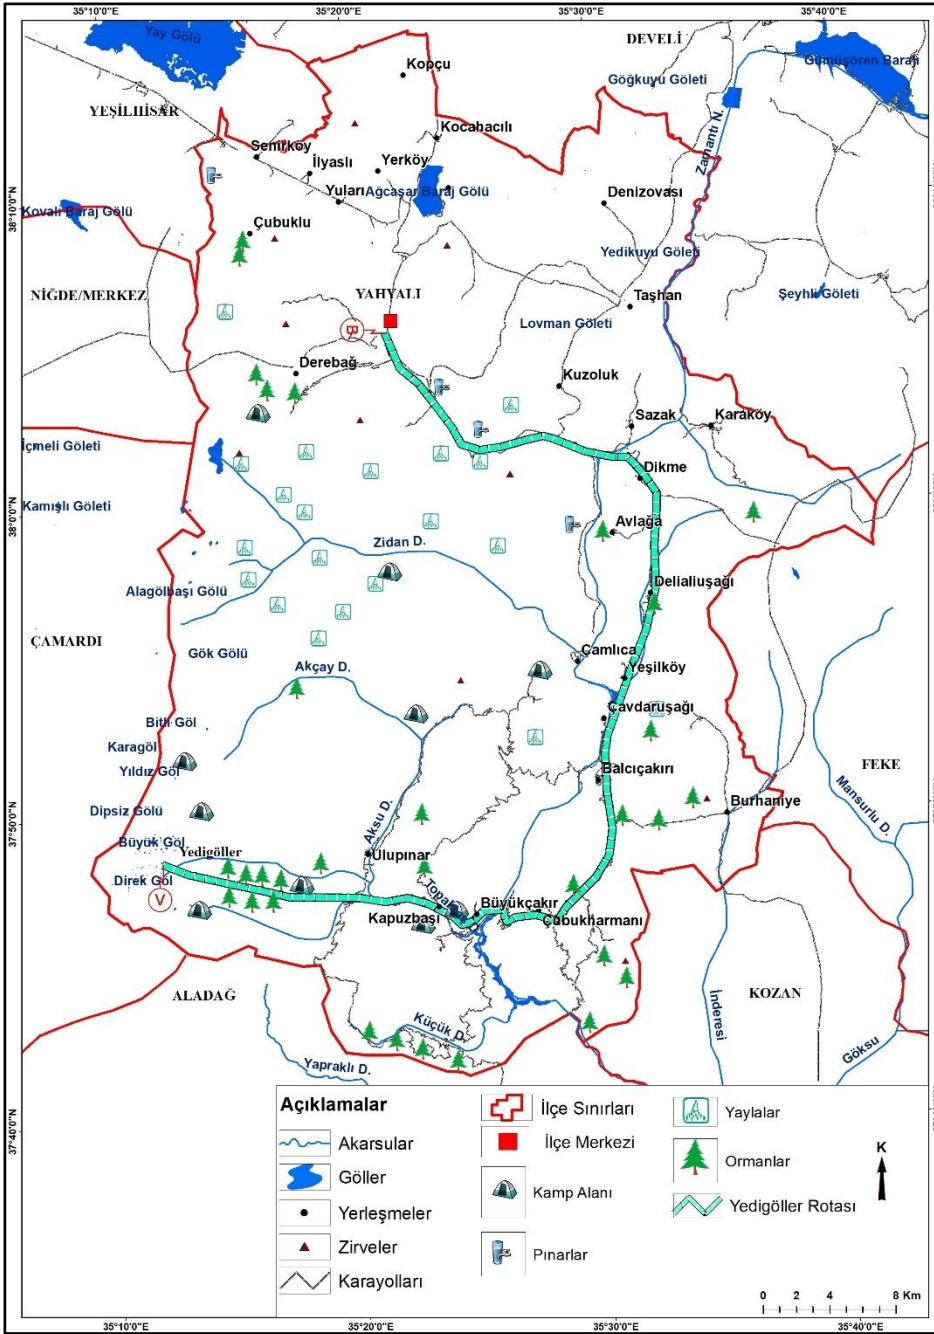 35°10'0"E 35°20'0"E 35°30'0"E 35°40'0"E
Yay Gölü
DEVELİ
Gümüşören Barajı
Kopçu
Göğkuyu Göleti
YEŞİLHİSAR
Kocahacılı
Zamantı N.
Semirköy
İlyaslı
Yerköy
Yuları
Ağcaşar Baraj Gölü
Denizovası
38°10'0"N
Kovalı Baraj Gölü
Çubuklu
Yedikuyu Göleti
NİĞDE/MERKEZ
YAHYALI
Şeyhli Göleti
Taşhan
B
Lovman Göleti
Derebağ
Kuzoluk
Sazak
Karaköy
İçmeli Göleti
Dikme
Kamışlı Göleti
38°0'0"N
Avlağa
Zidan D.
Alagölbaşı Gölü
Delialiuşağı
ÇAMARDI
Gök Gölü
Çamlıca
Akçay D.
Yeşilköy
Bitli Göl
Çavdaruşağı
Karagöl
Yıldız Göl
Balcıçakırı
FEKE
Dipsiz Gölü
Aksu D.
Burhaniye
Mansurlu D.
37°50'0"N
Büyük Göl
Yedigöller
Ulupınar
Direk Göl
V
Topak
Kapuzbaşı
Büyükçakır
Çubukharmanı
ALADAĞ
KOZAN
İnderesi
Küçük D.
Göksu
Yapraklı D.
Açıklamalar
Akarsular
Göller
Yerleşmeler
Zirveler
Karayolları
İlçe Sınırları
İlçe Merkezi
Kamp Alanı
Pınarlar
Yaylalar
Ormanlar
Yedigöller Rotası
K
0 2 4 8 Km
37°40'0"N
35°10'0"E 35°20'0"E 35°30'0"E 35°40'0"E